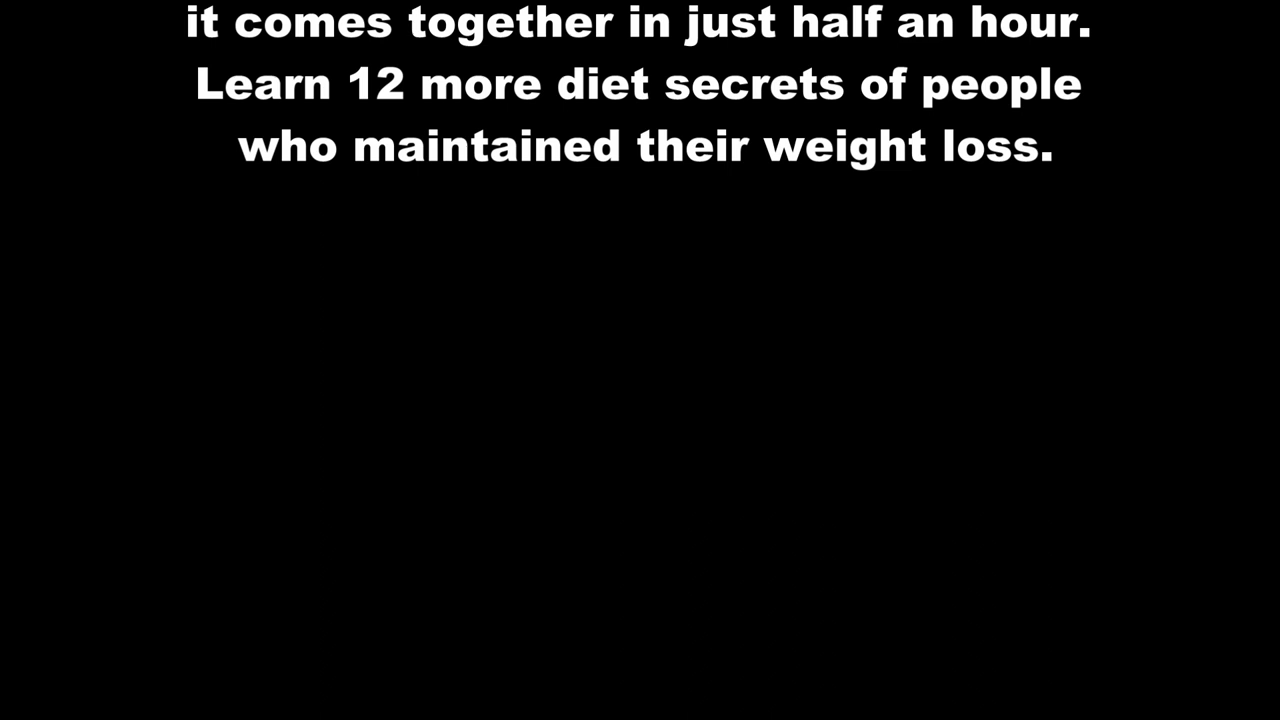 it comes together in just half an hour.
Learn 12 more diet secrets of people
who maintained their weight loss.